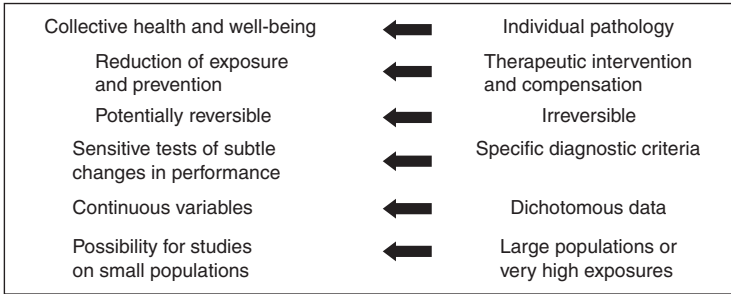 Collective health and well-being
Individual pathology
Reduction of exposure
and prevention
Therapeutic intervention
and compensation
Potentially reversible
Irreversible
Sensitive tests of subtle
changes in performance
Specific diagnostic criteria
Continuous variables
Dichotomous data
Possibility for studies
on small populations
Large populations or
very high exposures